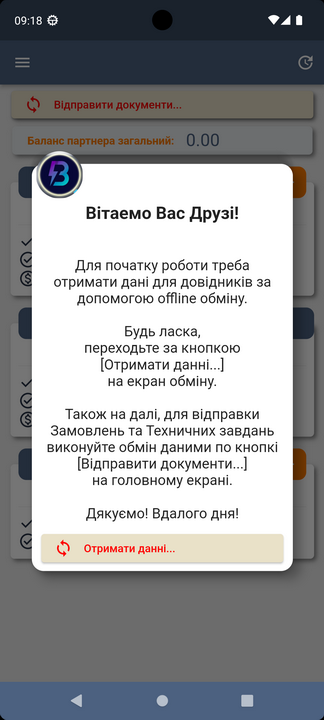 09:18
Відправити документи...
Баланс партнера загальний: 0.00
Вітаємо Вас Друзі!
Для початку роботи треба
отримати дані для довідників за
допомогою offline обміну.
Будь ласка,
переходьте за кнопкою
[Отримати данні...]
на екран обміну.
Також на далі, для відправки
Замовлень та Техничних завдань
виконуйте обмін даними по кнопкі
[Відправити документи...]
на головному екрані.
Дякуємо! Вдалого дня!
Отримати данні...